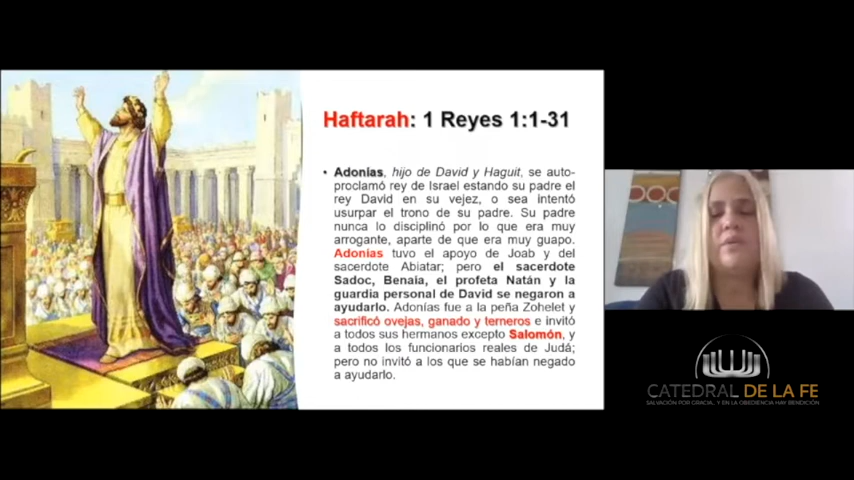 Haftarah: 1 Reyes 1:1-31
• Adonías, hijo de David y Haguit, se auto-
proclamó rey de Israel estando su padre el
rey David en su vejez, o sea intentó
usurpar el trono de su padre. Su padre
nunca lo disciplinó por lo que era muy
arrogante, aparte de que era muy guapo.
Adonías tuvo el apoyo de Joab y del
sacerdote Abiatar; pero el sacerdote
Sadoc, Benaia, el profeta Natán y la
guardia personal de David se negaron a
ayudarlo. Adonías fue a la peña Zohelet y
sacrificó ovejas, ganado y terneros e invitó
a todos sus hermanos excepto Salomón, y
a todos los funcionarios reales de Judá;
pero no invitó a los que se habían negado
a ayudarlo.
CATEDRAL DE LA FE
SALVACIÓN POR GRACIA, Y EN LA OBEDIENCIA HAY BENDICIÓN